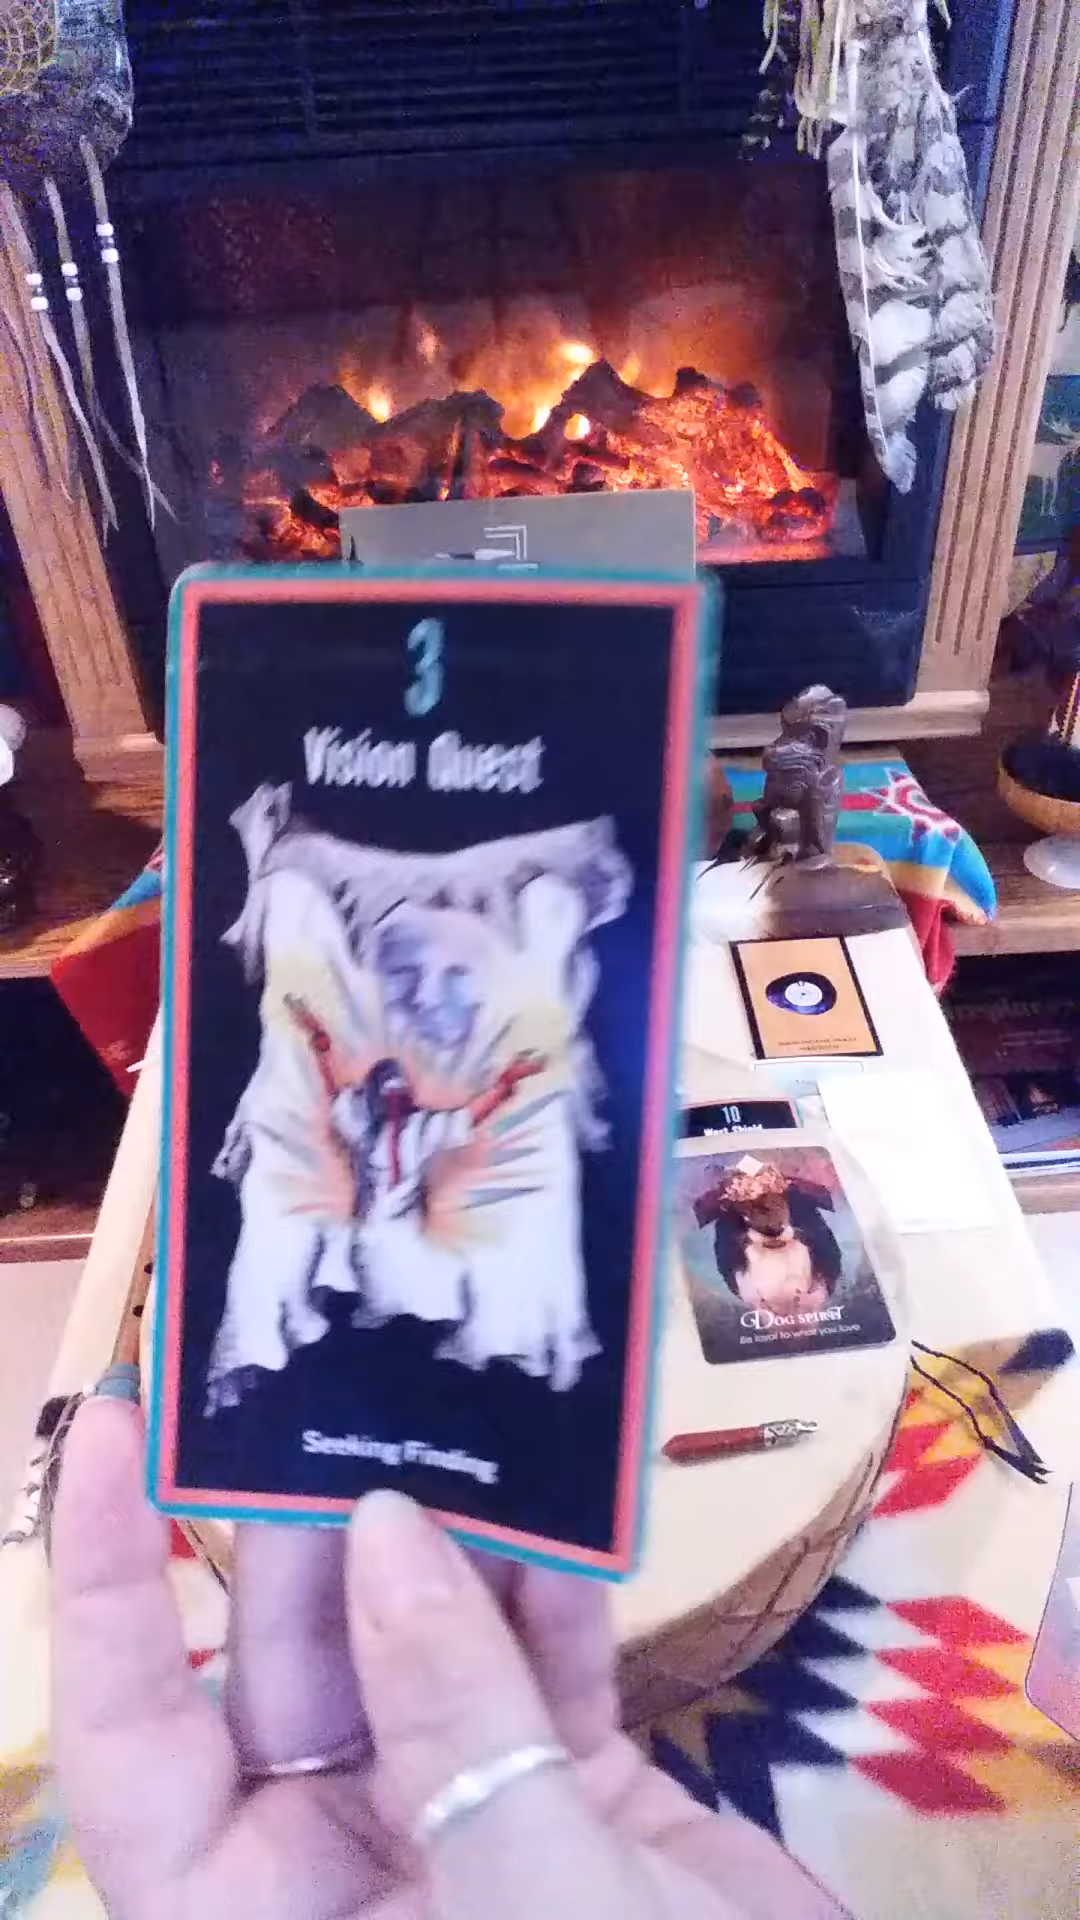 3
Vision Quest
Seeking/Finding
10
West Shield
DOG SPIRIT
Be loyal to what you love